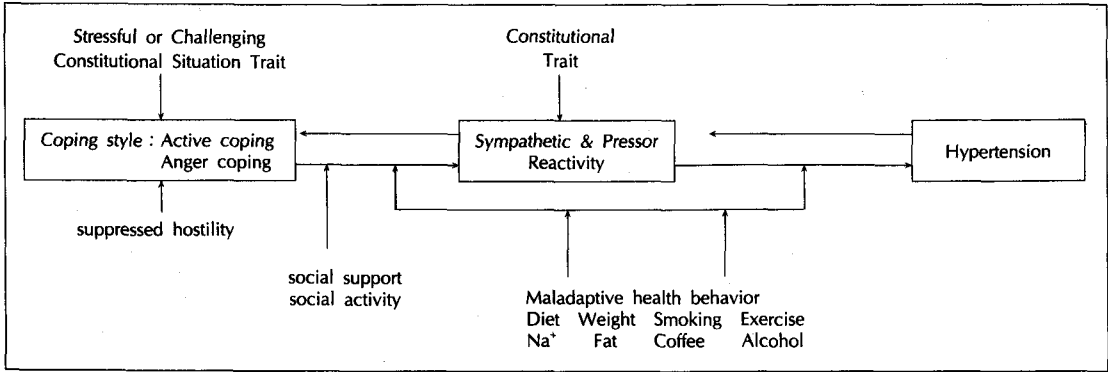 Stressful or Challenging
Constitutional Situation Trait
Constitutional
Trait
Coping style : Active coping
Anger coping
Sympathetic & Pressor
Reactivity
Hypertension
suppressed hostility
social support
social activity
Maladaptive health behavior
Diet Weight Smoking Exercise
Na⁺ Fat Coffee Alcohol